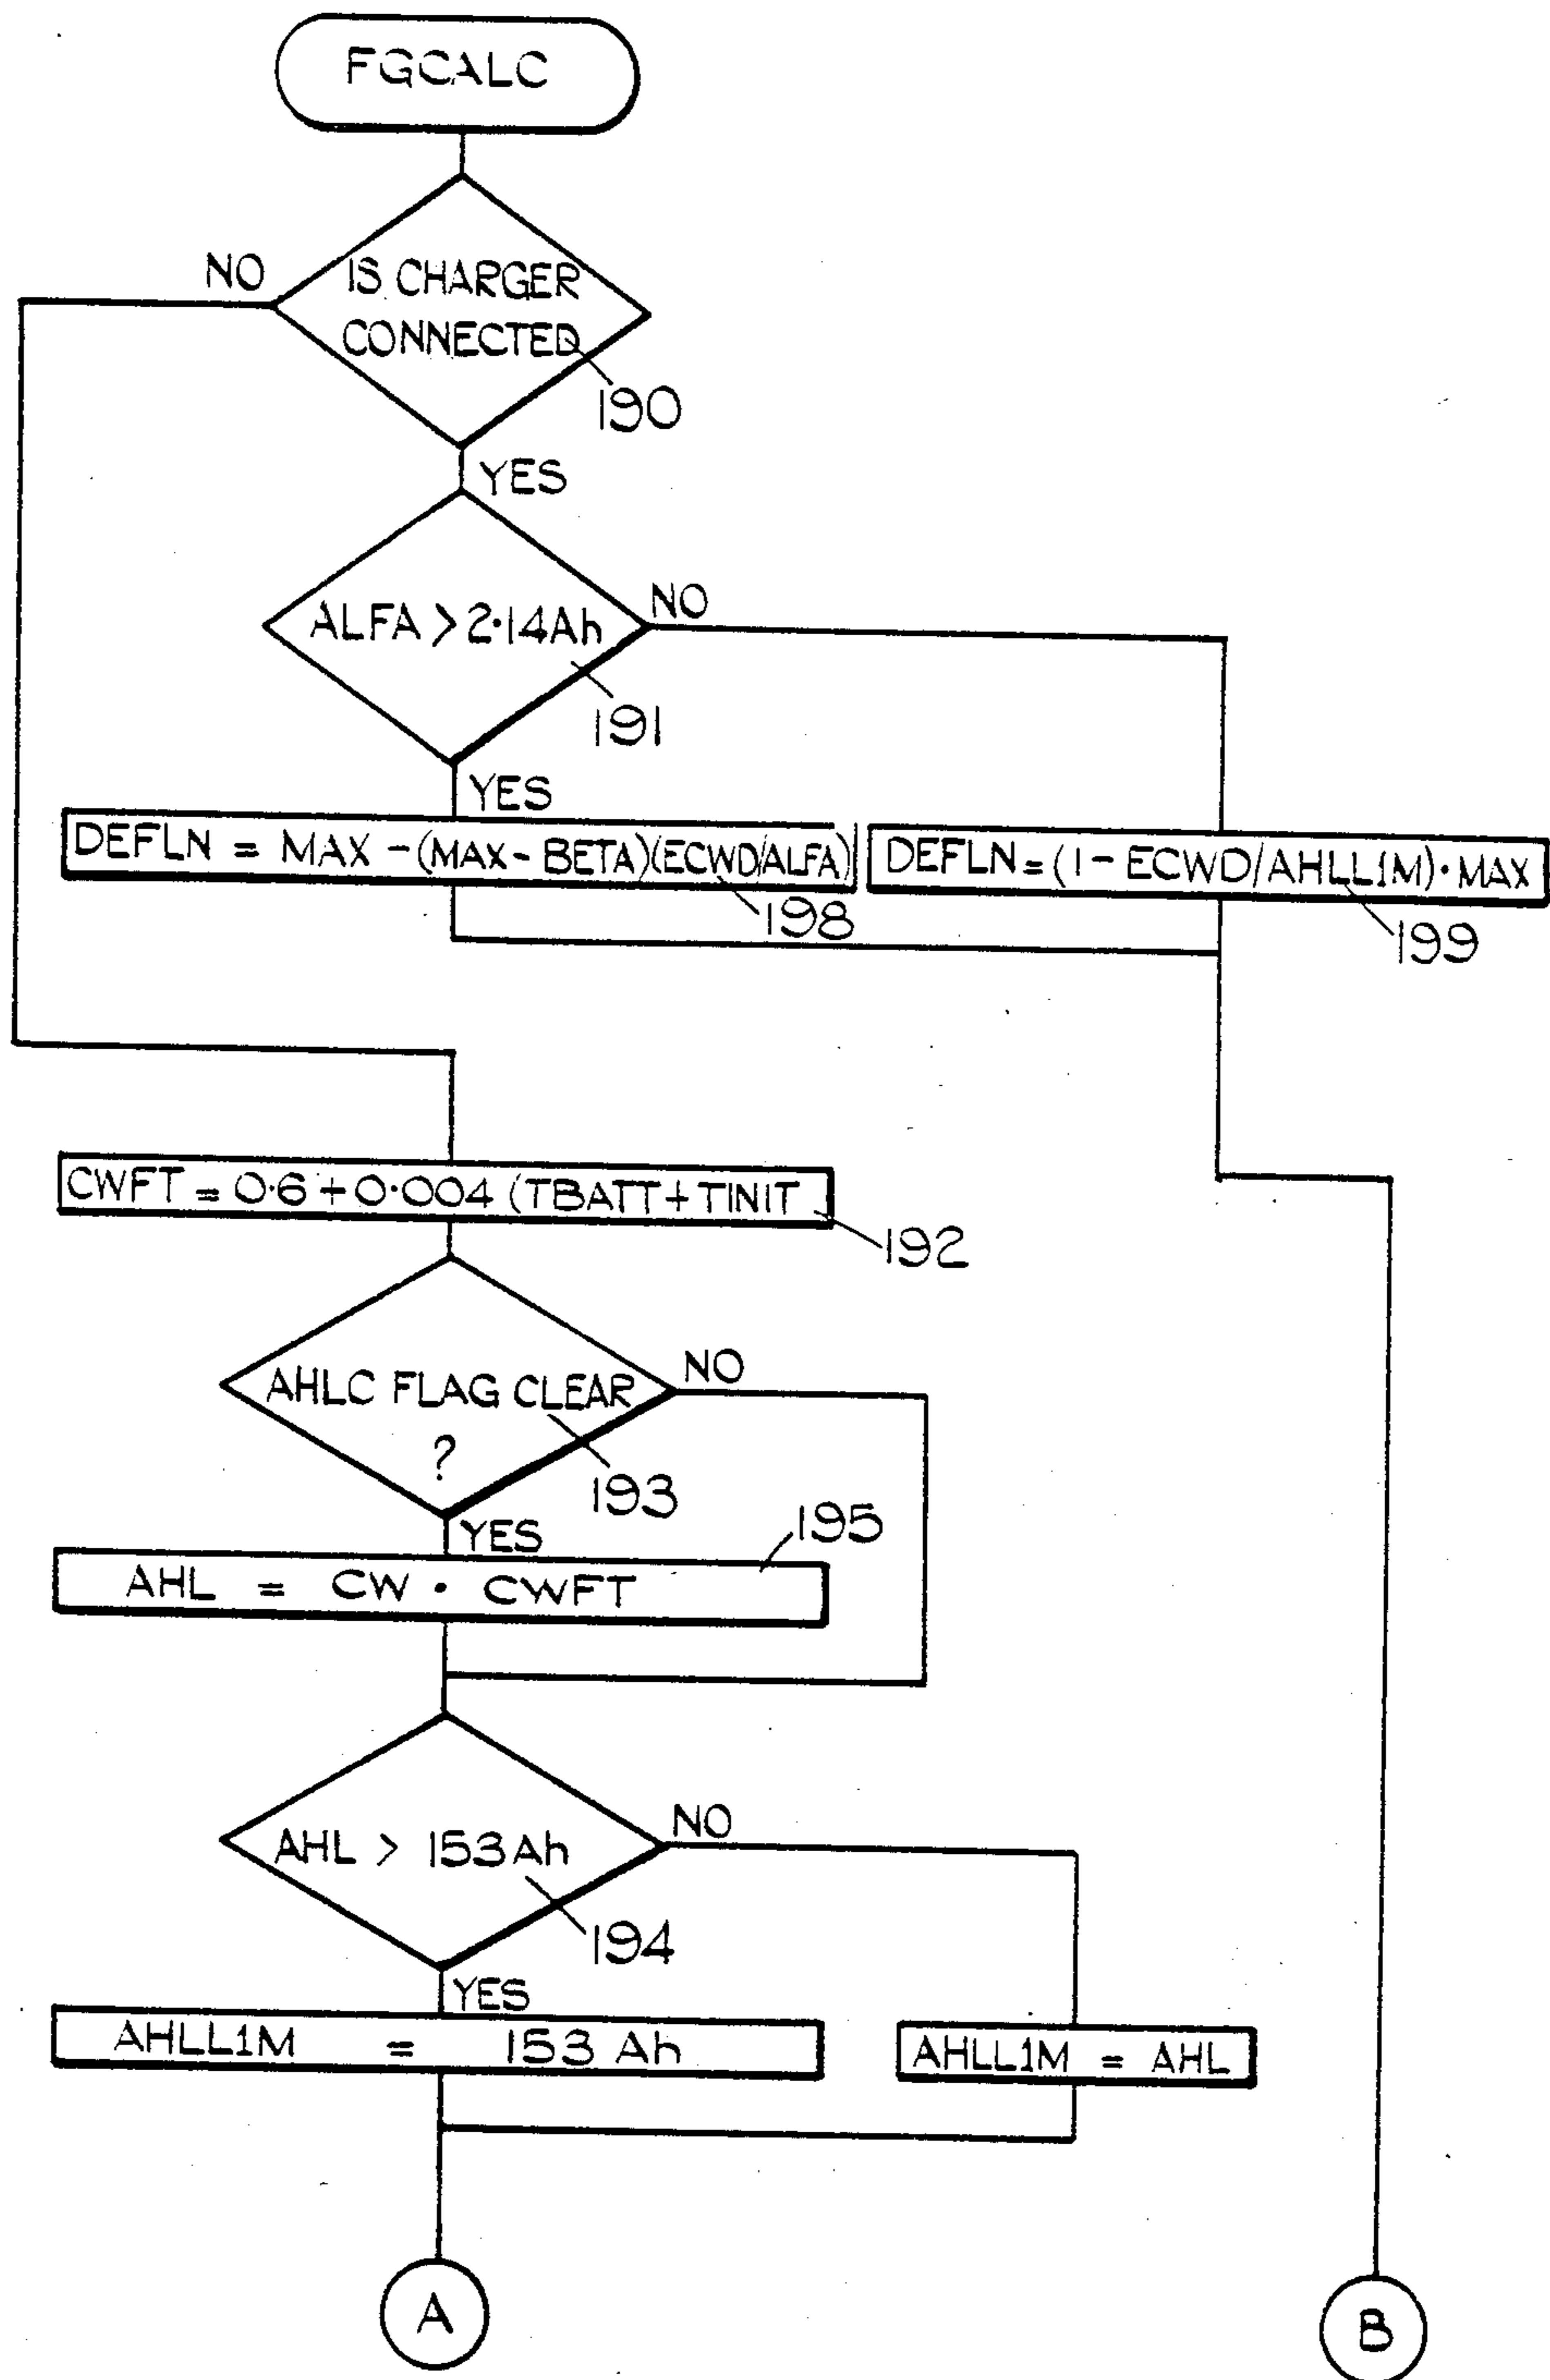 FGCALC
NO
IS CHARGER
CONNECTED
190
YES
ALFA > 2·14Ah
NO
191
YES
DEFLN = MAX - (MAX - BETA)(ECWD/ALFA)
DEFLN = (1 - ECWD/AHLL1M) · MAX
198
199
CWFT = 0·6 + 0·004 (TBATT + TINIT
192
AHLC FLAG CLEAR
?
NO
193
YES
195
AHL = CW · CWFT
AHL > 153 Ah
NO
194
YES
AHLL1M = 153 Ah
AHLL1M = AHL
A
B